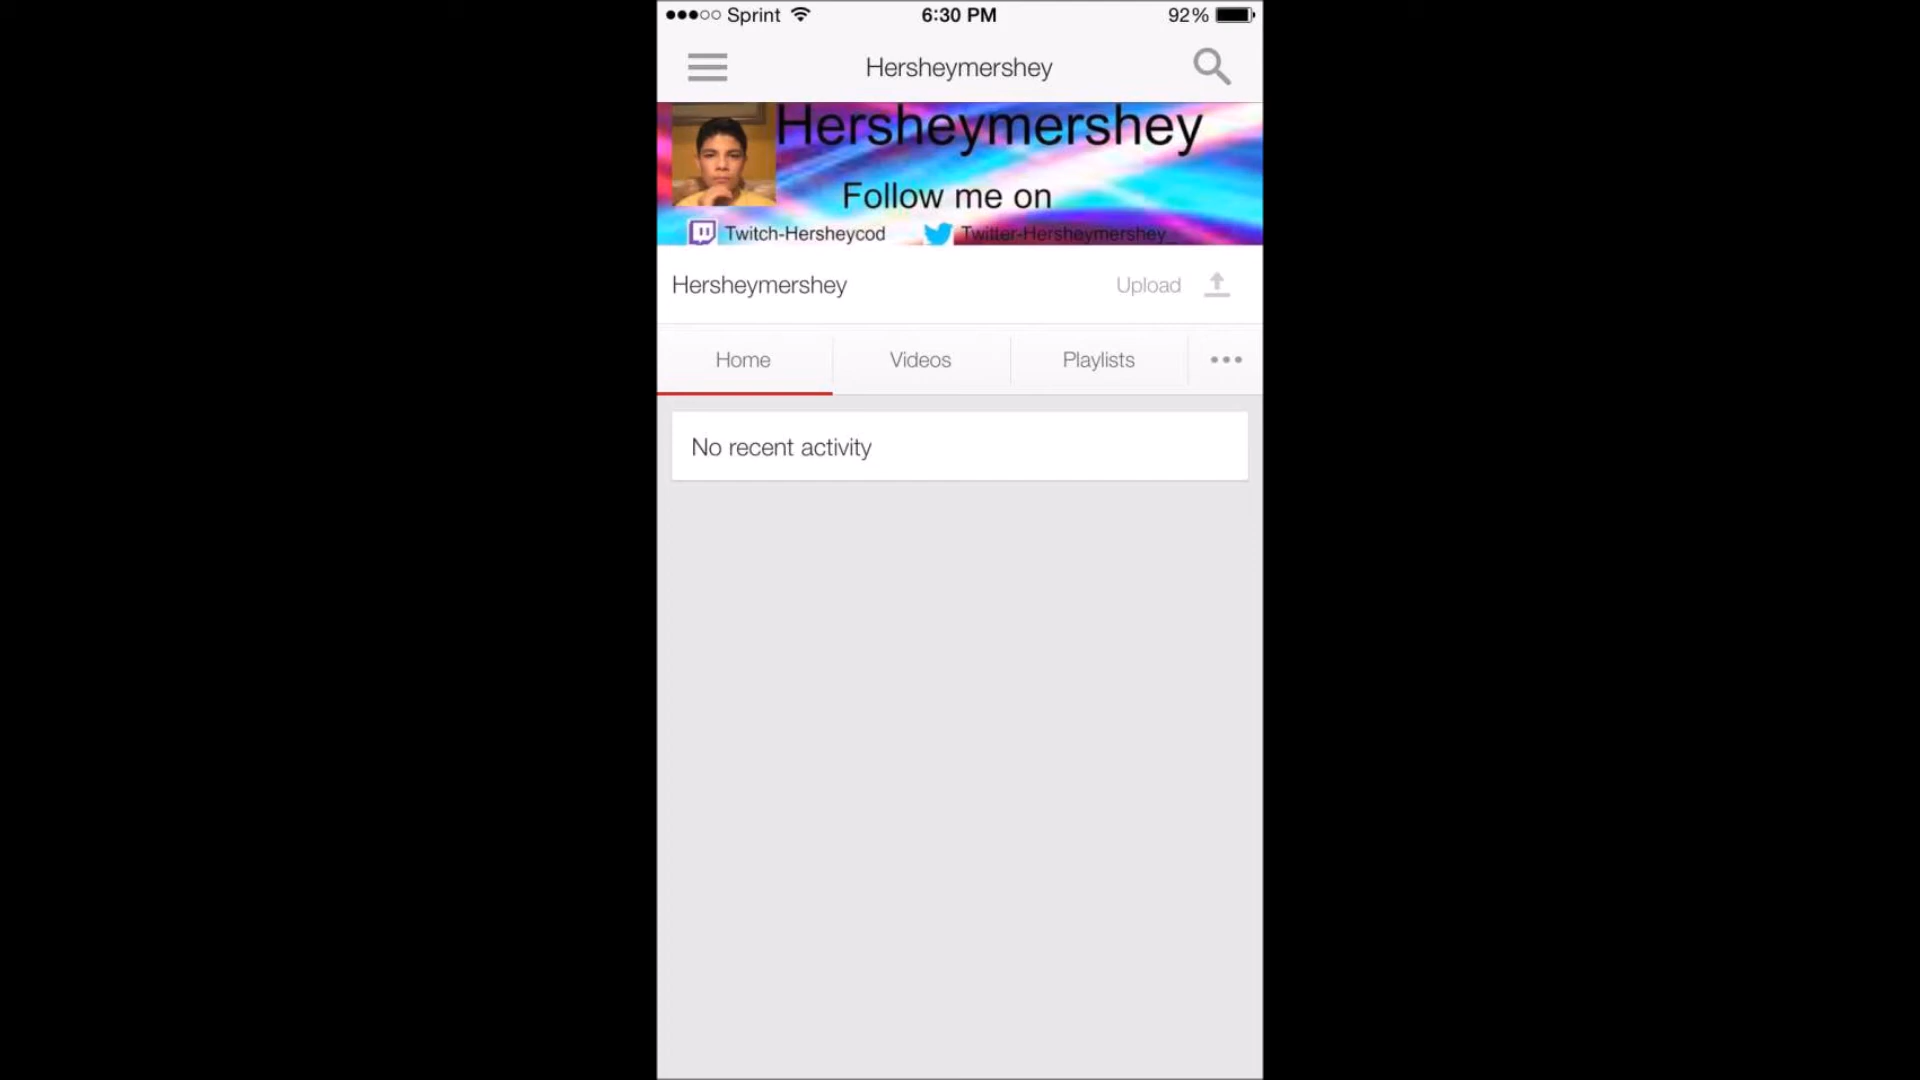 Sprint 6:30 PM 92%
Hersheymershey
Hersheymershey
Follow me on
Twitch-Hersheycod Twitter-Hersheymershey_
Hersheymershey Upload
Home Videos Playlists
No recent activity